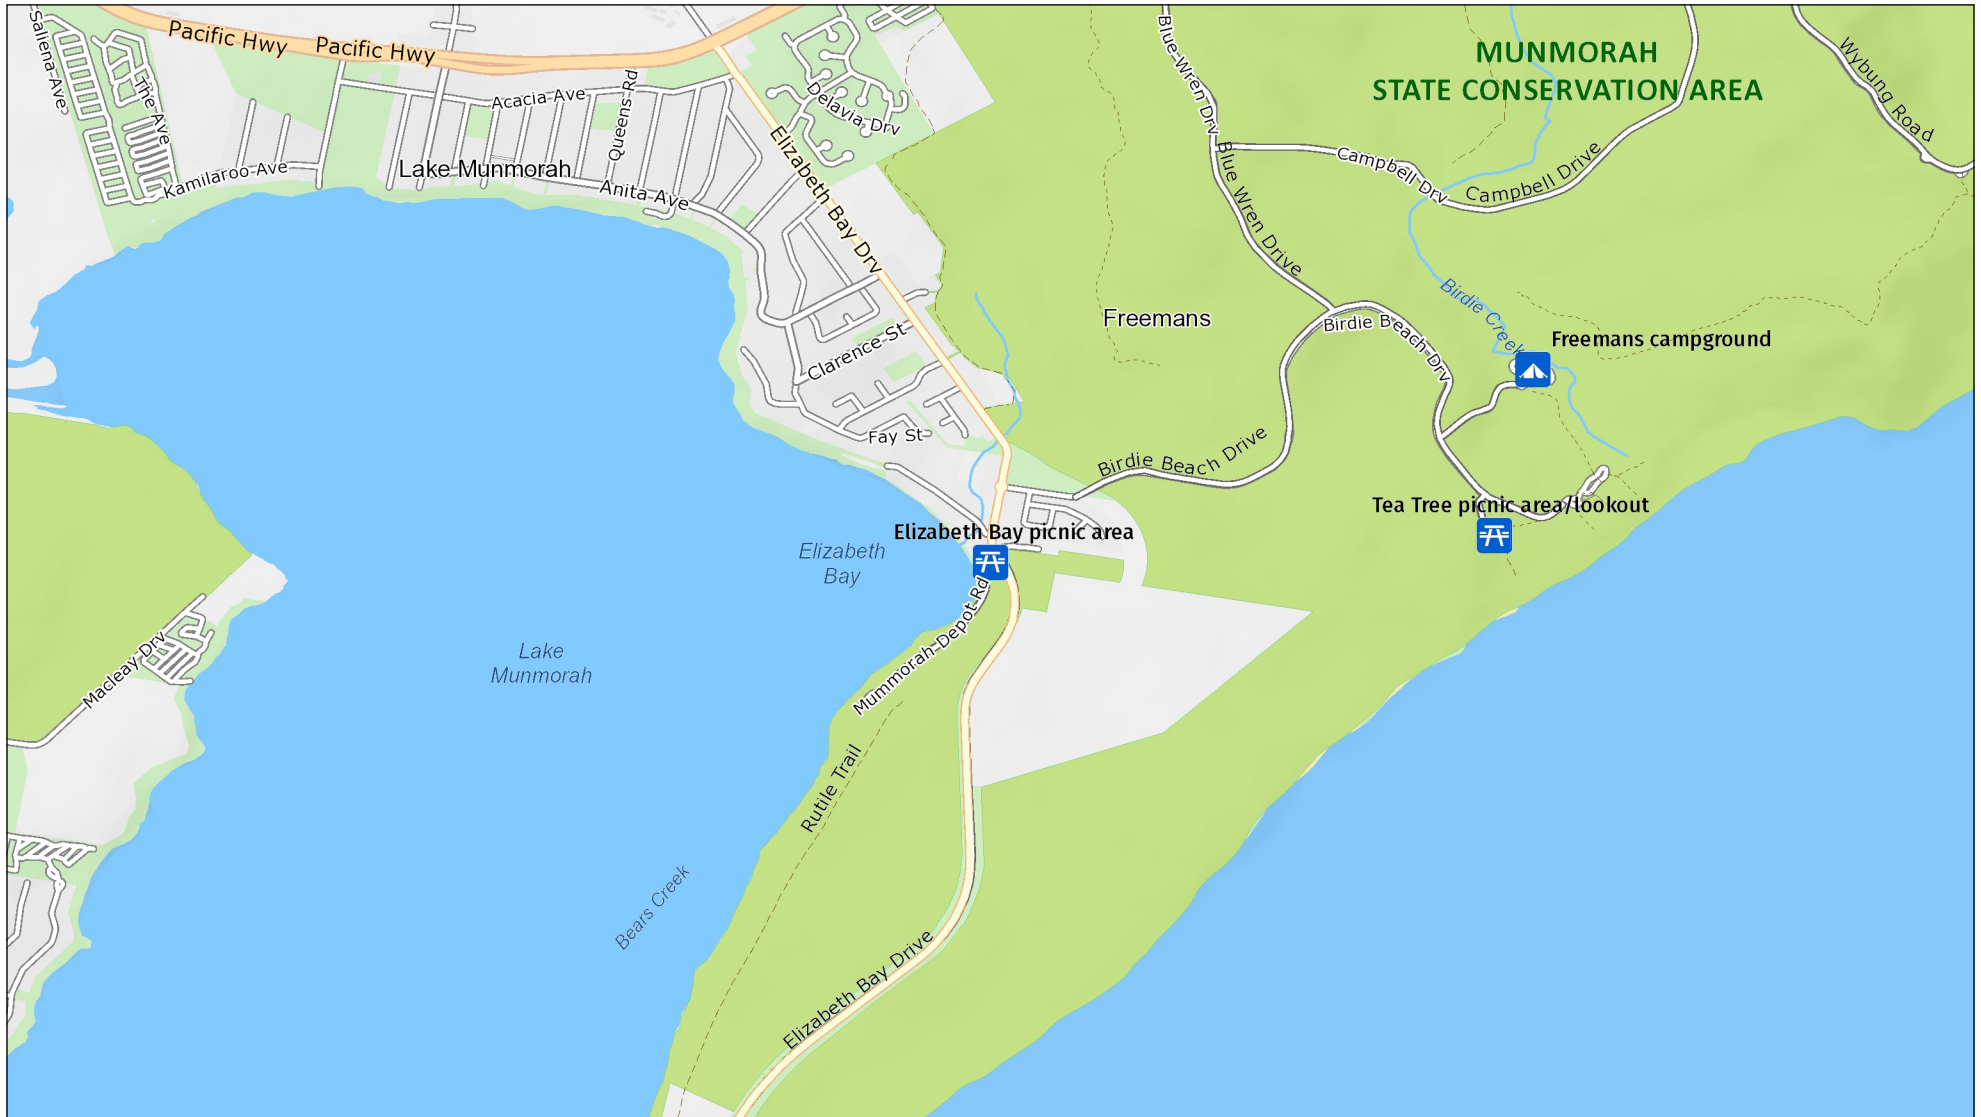 Saliena Ave
Pacific Hwy
Pacific Hwy
MUNMORAH
STATE CONSERVATION AREA
Blue Wren Drv
Wybung Road
The Ave
Acacia Ave
Queens Rd
Delavia Drv
Elizabeth Bay Drv
Kamilaroo Ave
Lake Munmorah
Anita Ave
Blue Wren Drive
Campbell Drv
Campbell Drive
Birdie Creek
Freemans
Birdie Beach Drv
Freemans campground
Clarence St
Fay St
Birdie Beach Drive
Tea Tree picnic area/lookout
Elizabeth Bay picnic area
Elizabeth
Bay
Lake
Munmorah
Macleay Drv
Mummorah Depot Rd
Rutile Trail
Bears Creek
Elizabeth Bay Drive